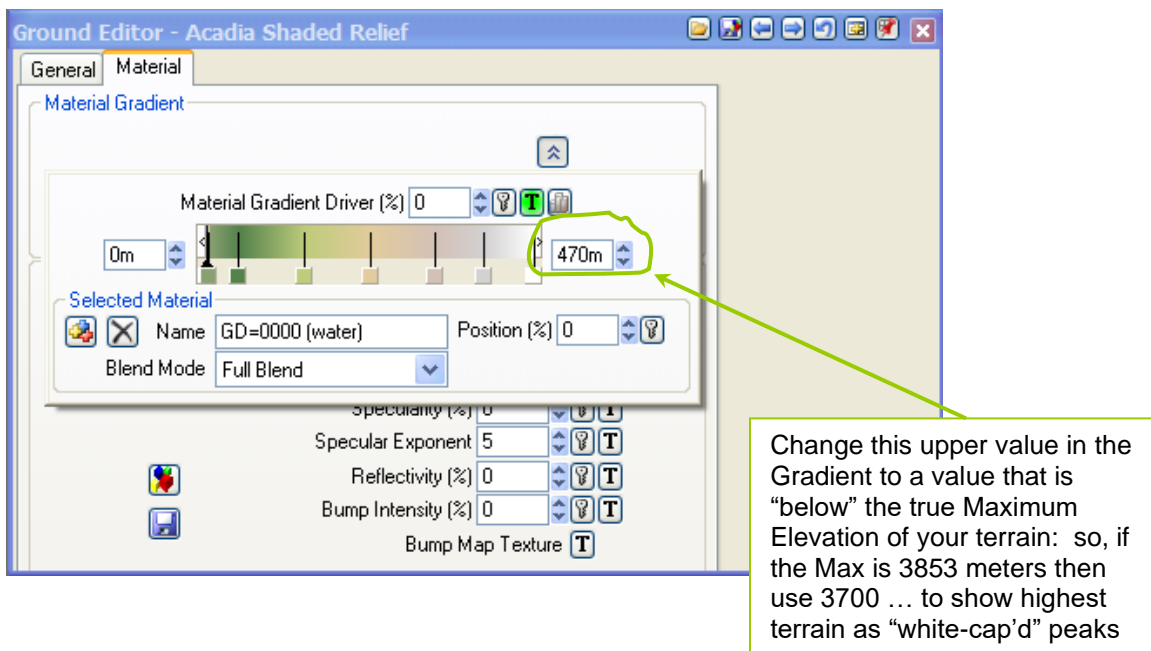 Ground Editor - Acadia Shaded Relief
General Material
Material Gradient
Material Gradient Driver (%) 0 T
0m 470m
Selected Material
Name GD=0000 (water) Position (%) 0
Blend Mode Full Blend
Specularity (%) 0 T
Specular Exponent 5 T
Reflectivity (%) 0 T
Bump Intensity (%) 0 T
Bump Map Texture T
Change this upper value in the
Gradient to a value that is
“below” the true Maximum
Elevation of your terrain: so, if
the Max is 3853 meters then
use 3700 … to show highest
terrain as “white-cap’d” peaks